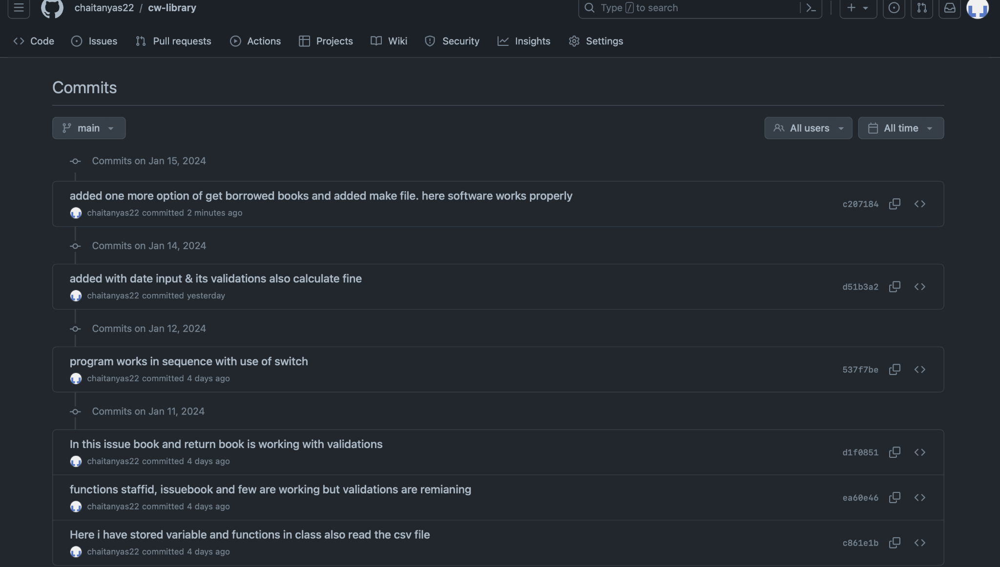 chaitanyas22 / cw-library
Type / to search
Code Issues Pull requests Actions Projects Wiki Security Insights Settings
Commits
main
All users All time
Commits on Jan 15, 2024
added one more option of get borrowed books and added make file. here software works properly
chaitanyas22 committed 2 minutes ago
c207184
Commits on Jan 14, 2024
added with date input & its validations also calculate fine
chaitanyas22 committed yesterday
d51b3a2
Commits on Jan 12, 2024
program works in sequence with use of switch
chaitanyas22 committed 4 days ago
537f7be
Commits on Jan 11, 2024
In this issue book and return book is working with validations
chaitanyas22 committed 4 days ago
d1f0851
functions staffid, issuebook and few are working but validations are remianing
chaitanyas22 committed 4 days ago
ea60e46
Here i have stored variable and functions in class also read the csv file
chaitanyas22 committed 4 days ago
c861e1b